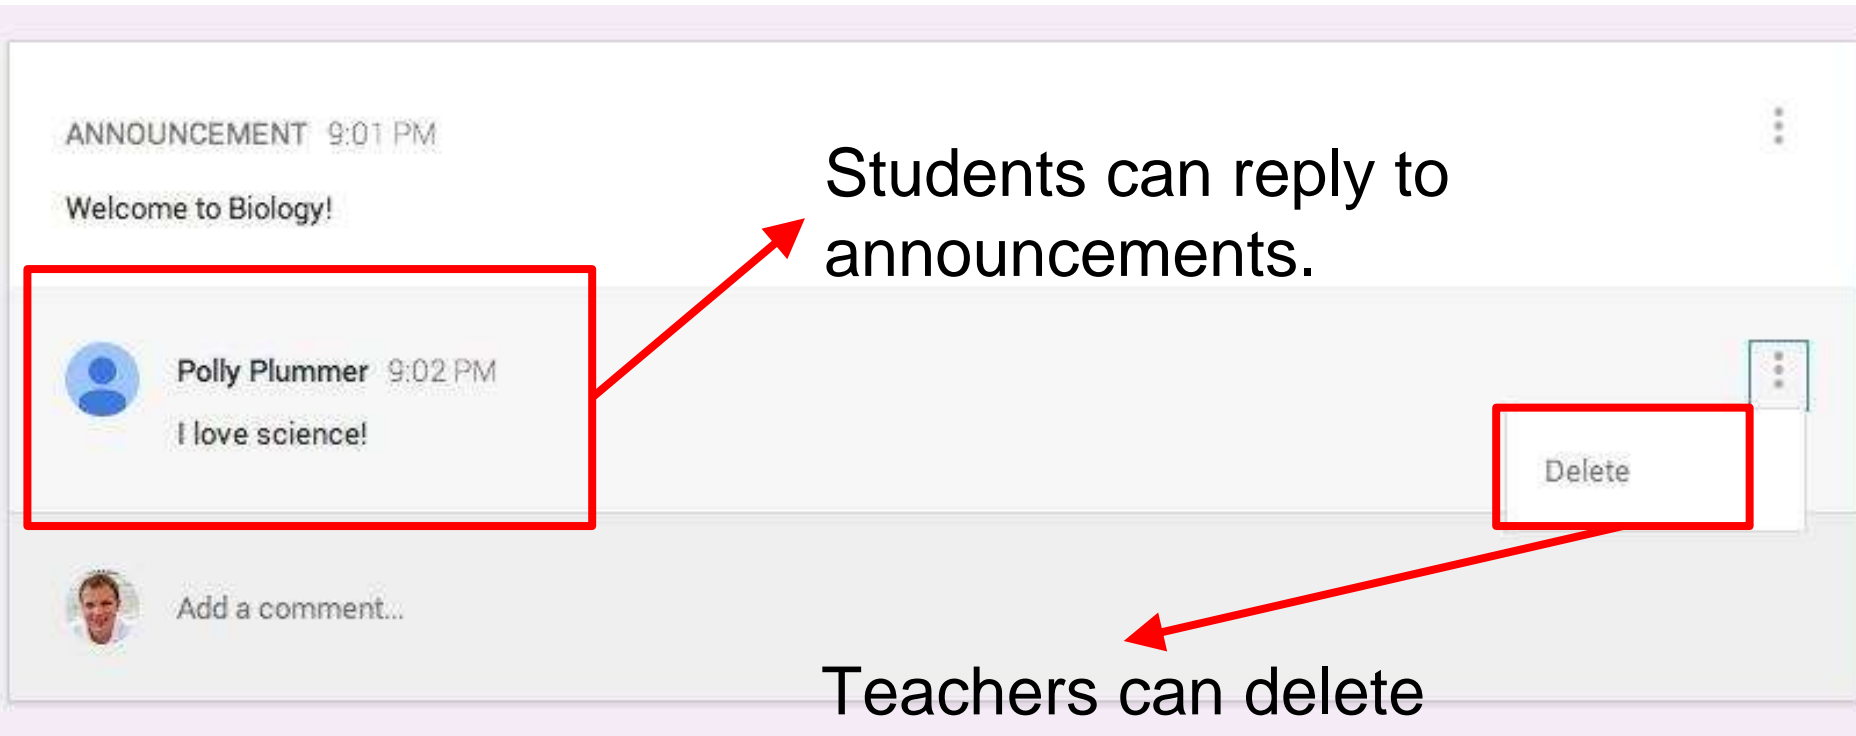 ANNOUNCEMENT 9:01 PM
Welcome to Biology!
Students can reply to
announcements.
Polly Plummer 9:02 PM
I love science!
Delete
Add a comment...
Teachers can delete